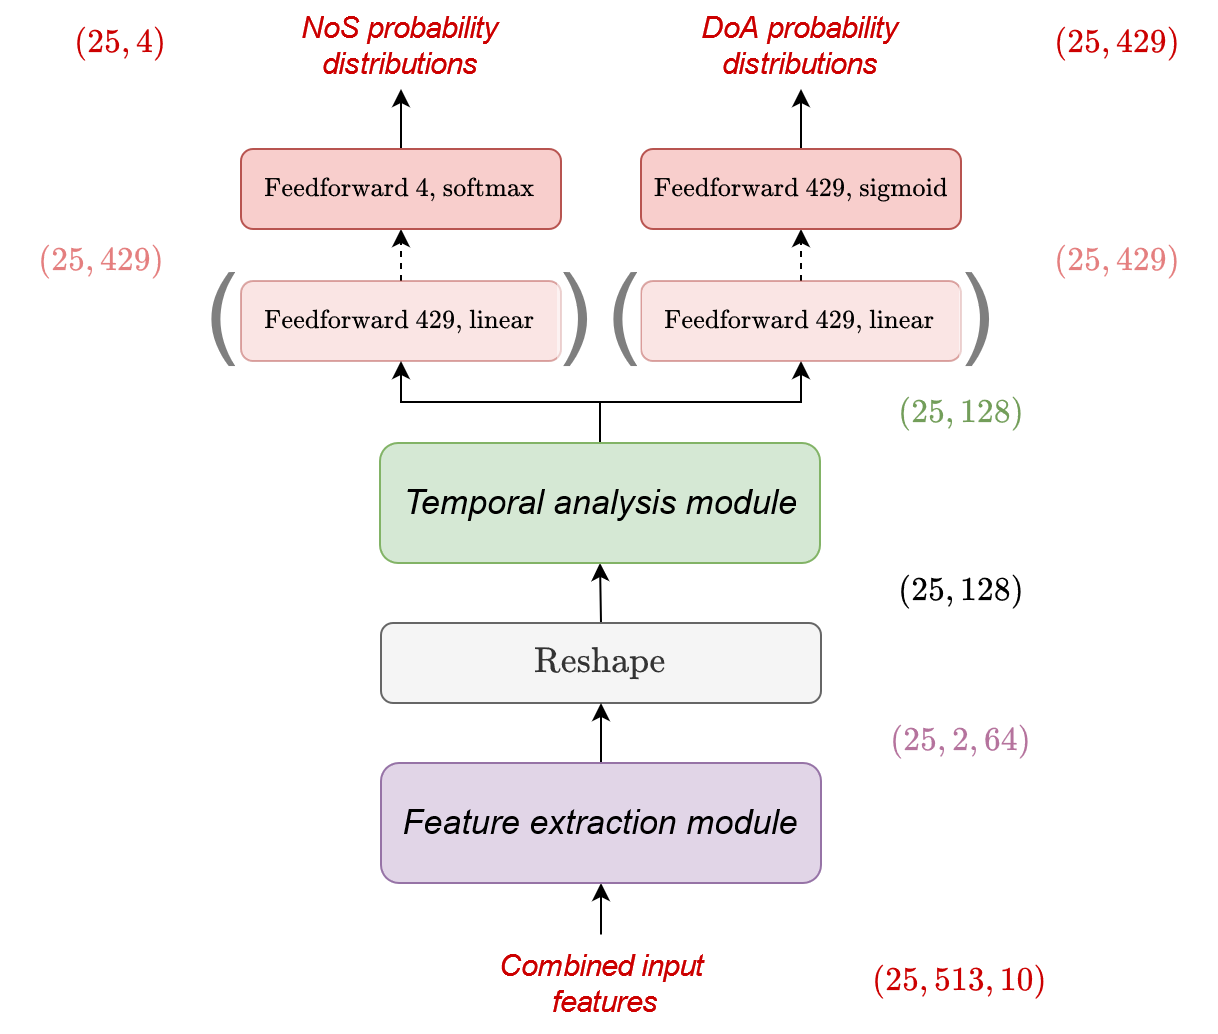 (25, 4)
NoS probability
distributions
DoA probability
distributions
(25, 429)
Feedforward 4, softmax
Feedforward 429, sigmoid
(25, 429)
(25, 429)
( Feedforward 429, linear )
( Feedforward 429, linear )
(25, 128)
Temporal analysis module
(25, 128)
Reshape
(25, 2, 64)
Feature extraction module
Combined input
features
(25, 513, 10)